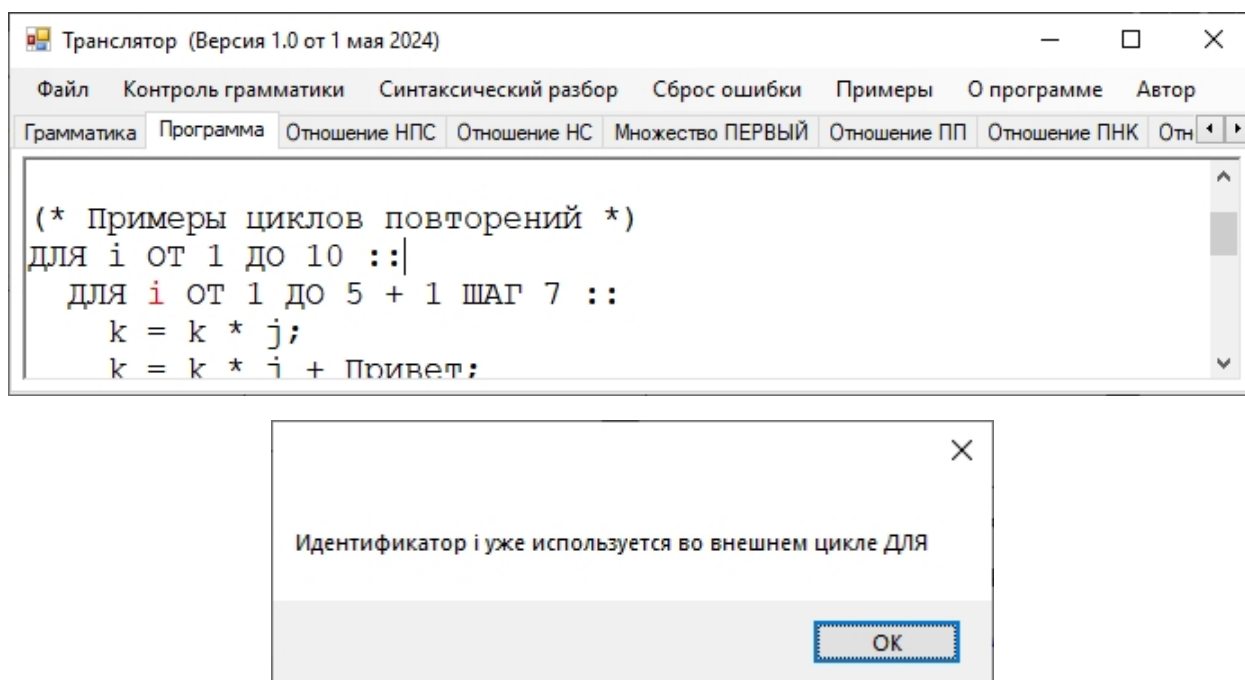 Транслятор (Версия 1.0 от 1 мая 2024)
Файл Контроль грамматики Синтаксический разбор Сброс ошибки Примеры О программе Автор
Грамматика Программа Отношение НПС Отношение НС Множество ПЕРВЫЙ Отношение ПП Отношение ПНК Отн
(* Примеры циклов повторений *)
ДЛЯ i ОТ 1 ДО 10 ::
ДЛЯ i ОТ 1 ДО 5 + 1 ШАГ 7 ::
k = k * j;
k = k * j + Привет;
Идентификатор i уже используется во внешнем цикле ДЛЯ
OK